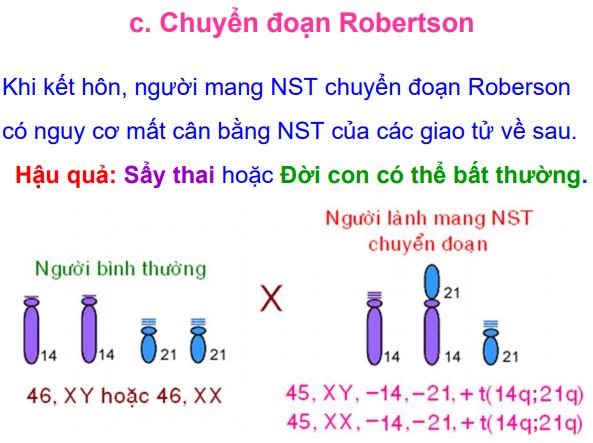 c. Chuyển đoạn Robertson
Khi kết hôn, người mang NST chuyển đoạn Roberson
có nguy cơ mất cân bằng NST của các giao tử về sau.
Hậu quả: Sẩy thai hoặc Đời con có thể bất thường.
Người lành mang NST
chuyển đoạn
Người bình thường
X
21
14
14
21
21
14
14
21
46, XY hoặc 46, XX
45, XY, –14, –21, + t(14q;21q)
45, XX, –14, –21, + t(14q;21q)